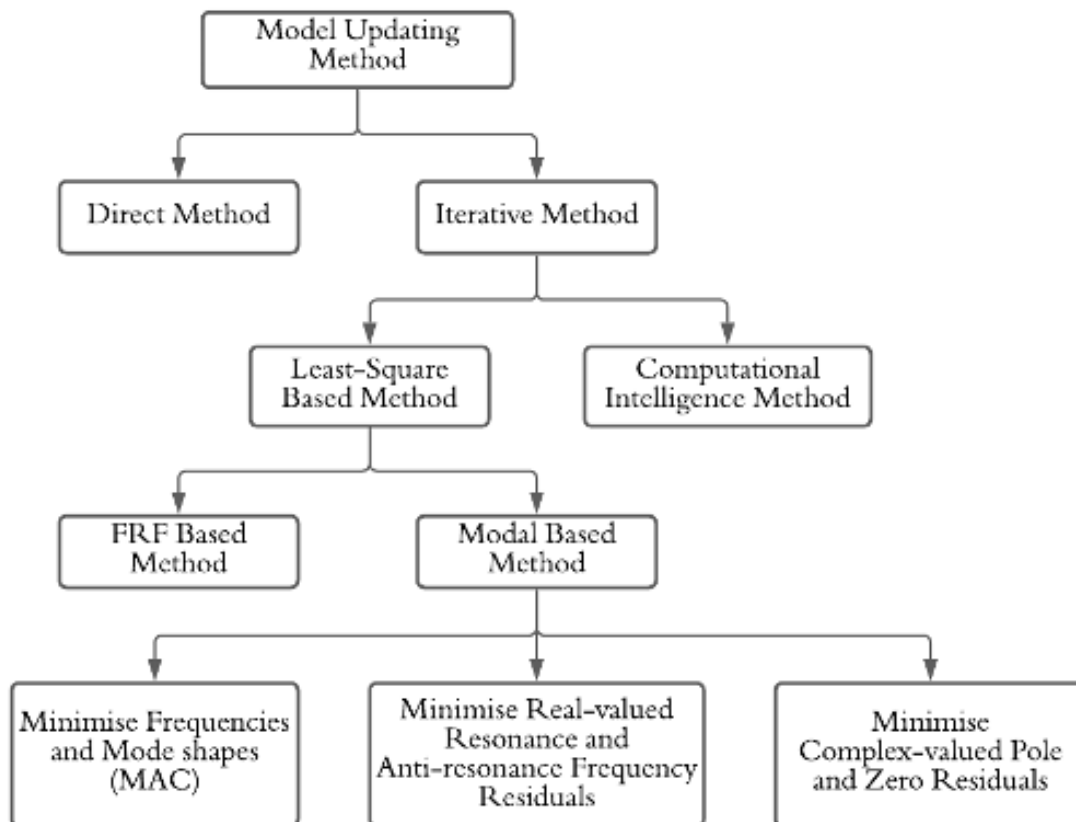 Model Updating
Method
Direct Method
Iterative Method
Least-Square
Based Method
Computational
Intelligence Method
FRF Based
Method
Modal Based
Method
Minimise Frequencies
and Mode shapes
(MAC)
Minimise Real-valued
Resonance and
Anti-resonance Frequency
Residuals
Minimise
Complex-valued Pole
and Zero Residuals